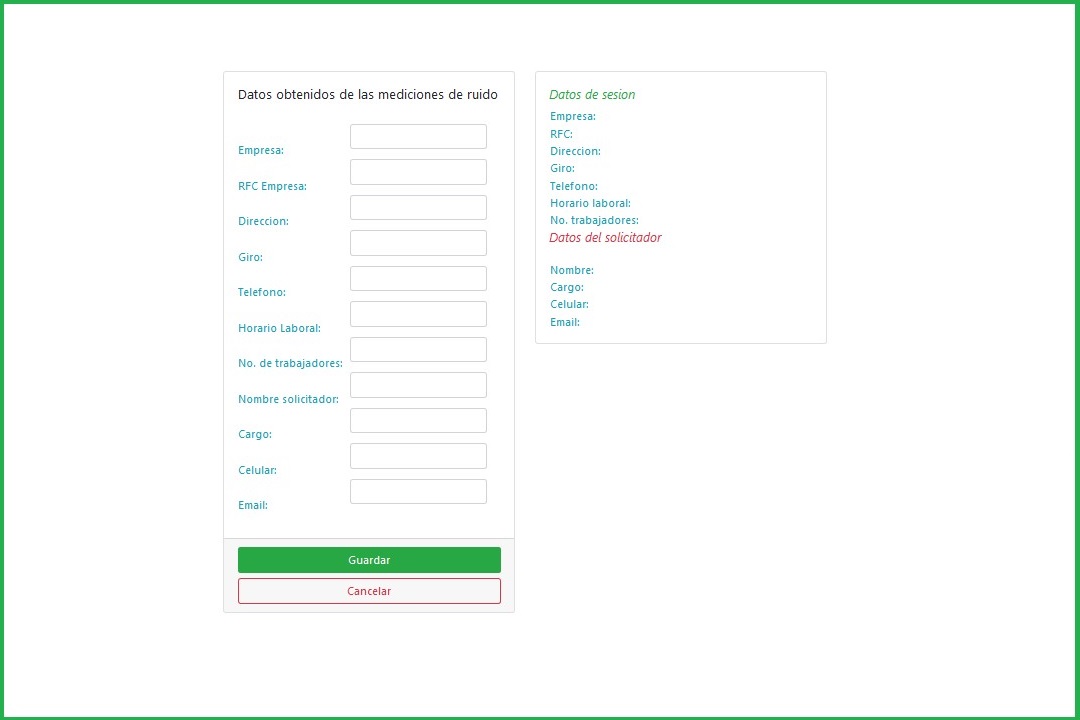 Datos obtenidos de las mediciones de ruido
Empresa:
RFC Empresa:
Direccion:
Giro:
Telefono:
Horario Laboral:
No. de trabajadores:
Nombre solicitador:
Cargo:
Celular:
Email:
Guardar
Cancelar
Datos de sesion
Empresa:
RFC:
Direccion:
Giro:
Telefono:
Horario laboral:
No. trabajadores:
Datos del solicitador
Nombre:
Cargo:
Celular:
Email: